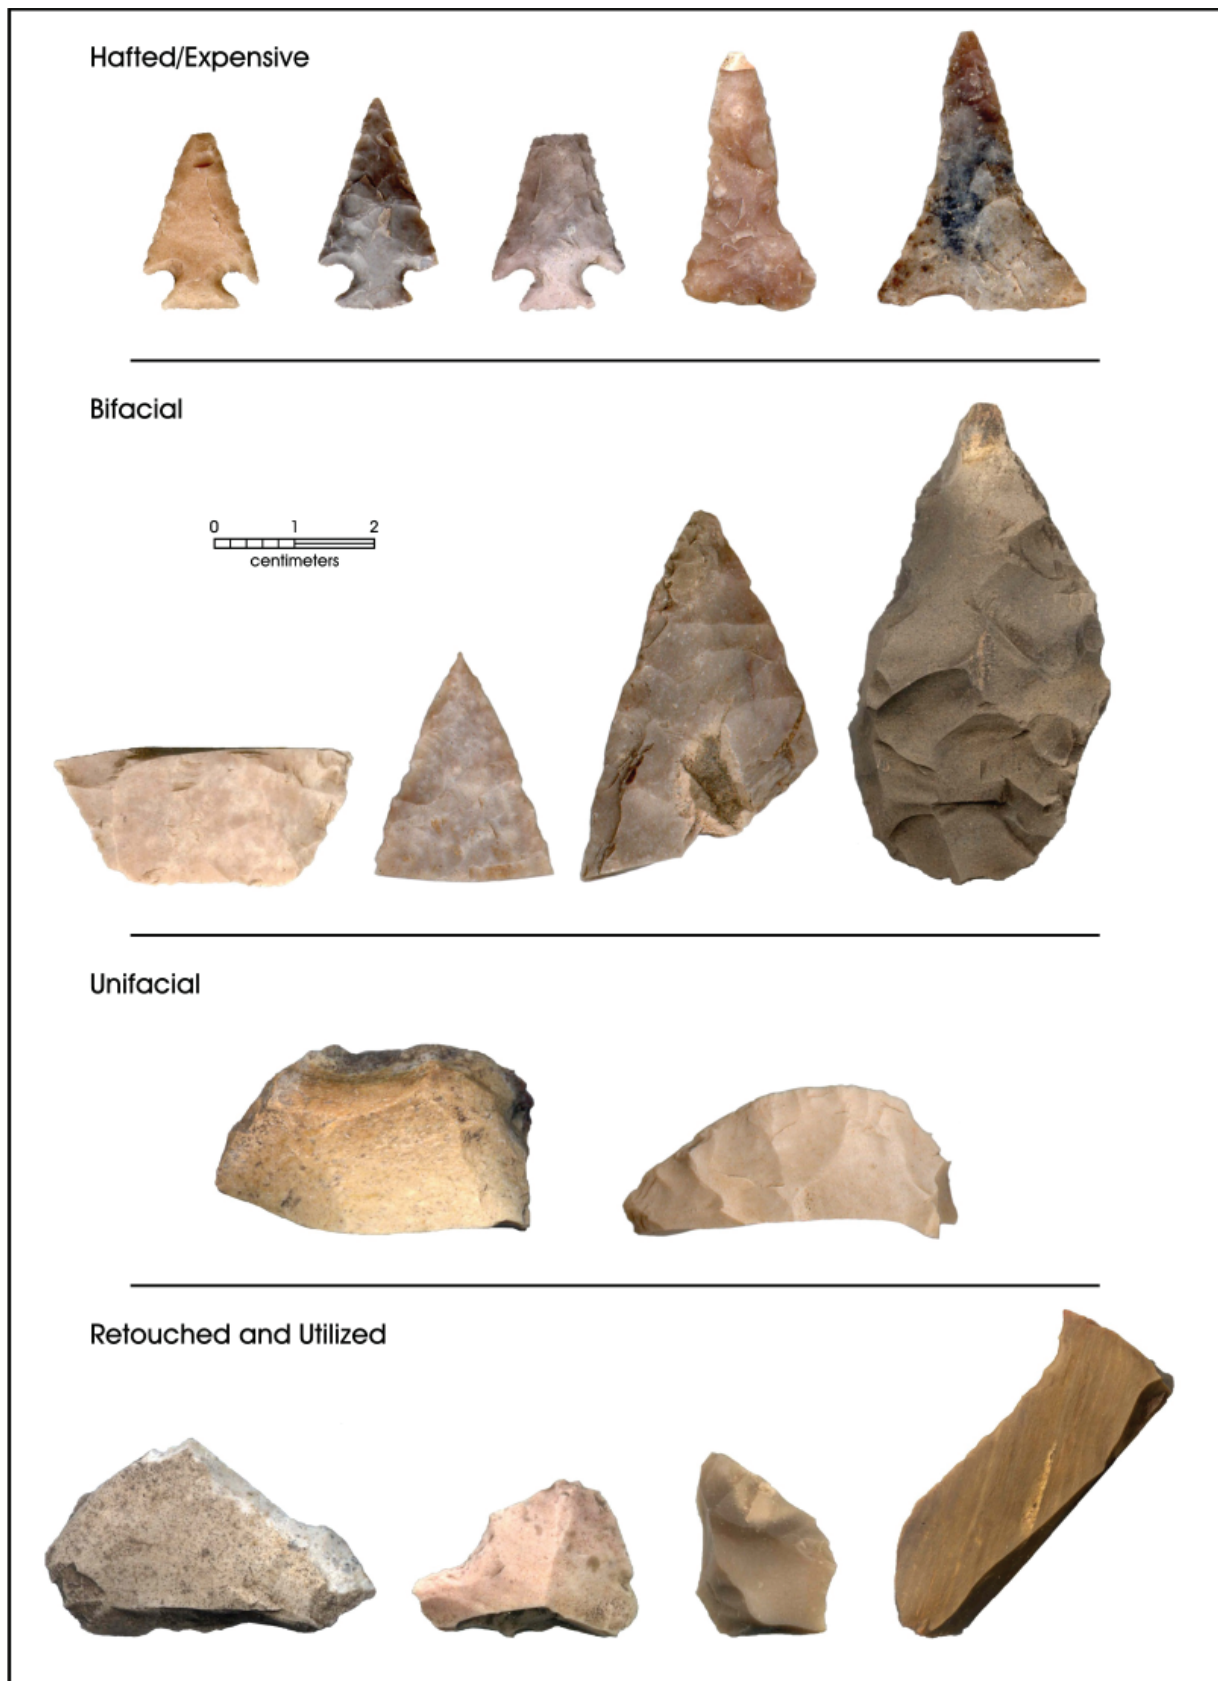 Hafted/Expensive
Bifacial
0 1 2
centimeters
Unifacial
Retouched and Utilized